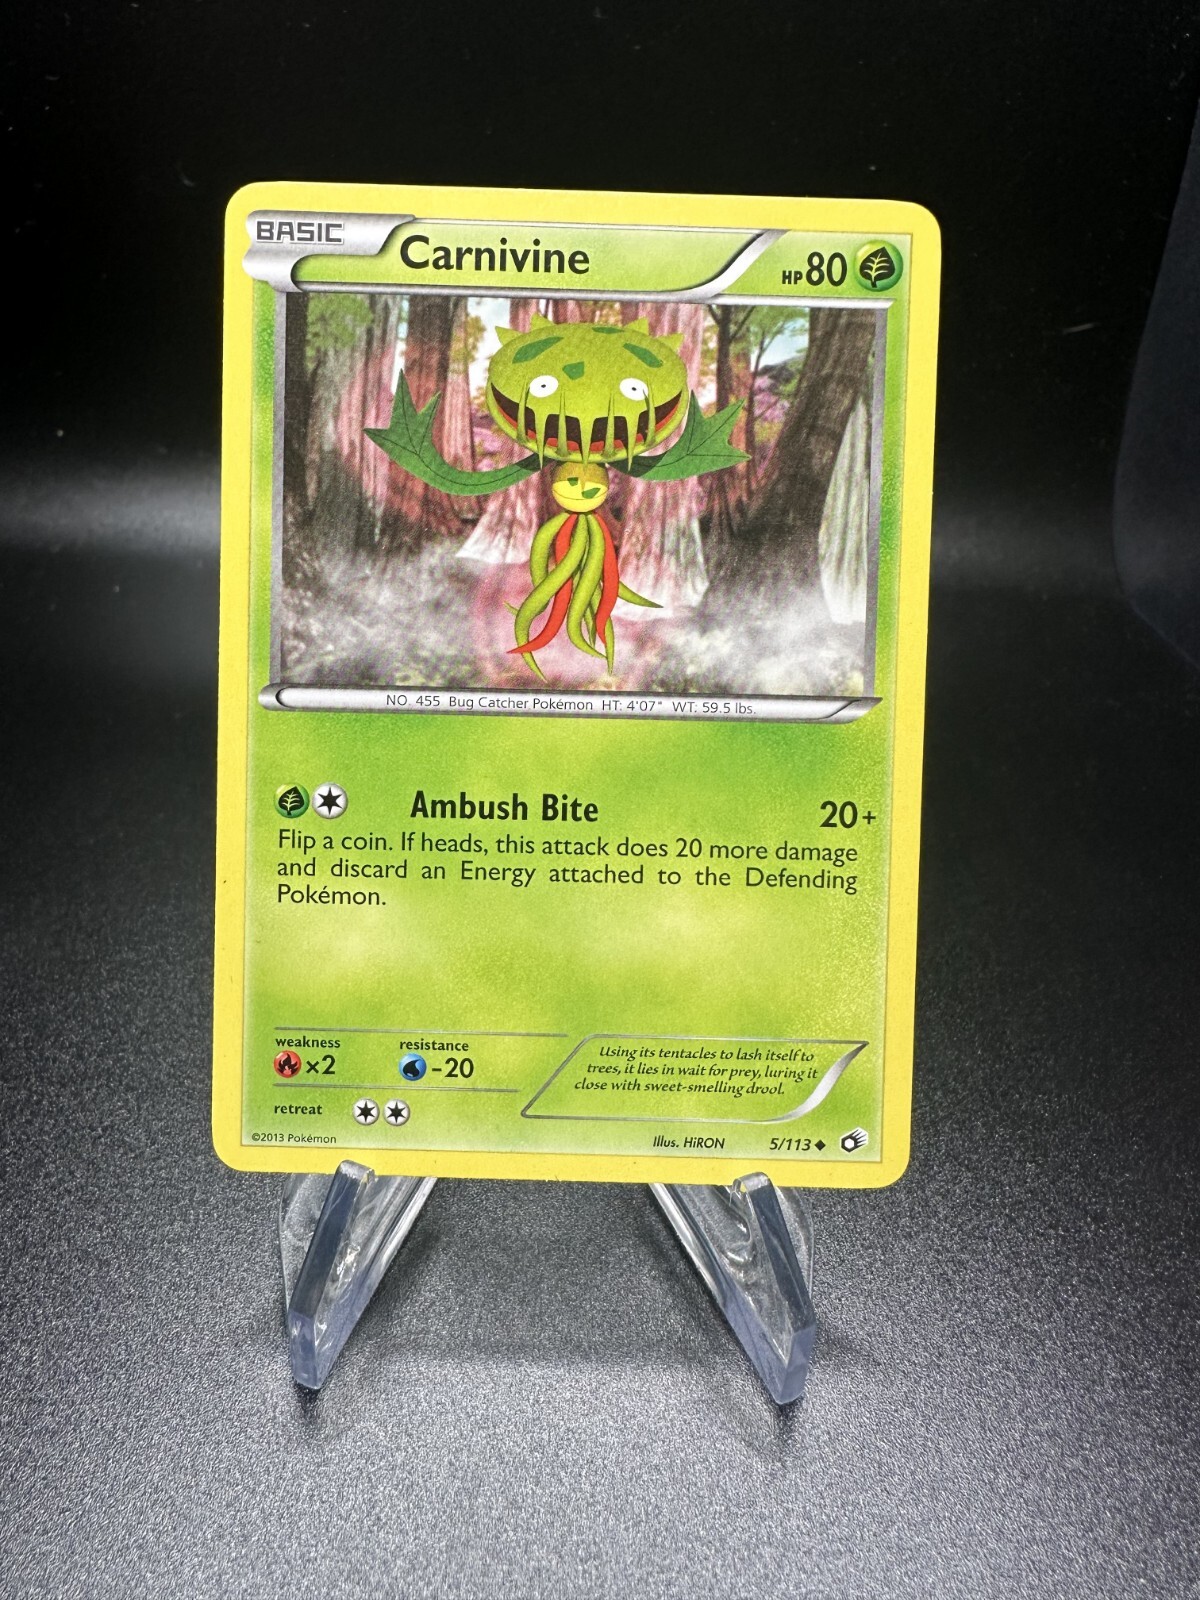 BASIC
Carnivine
HP 80
NO. 455 Bug Catcher Pokémon HT: 4'07" WT: 59.5 lbs.
Ambush Bite 20+
Flip a coin. If heads, this attack does 20 more damage
and discard an Energy attached to the Defending
Pokémon.
weakness
×2
resistance
-20
Using its tentacles to lash itself to
trees, it lies in wait for prey, luring it
close with sweet-smelling drool.
retreat
©2013 Pokémon
Illus. HiRON
5/113